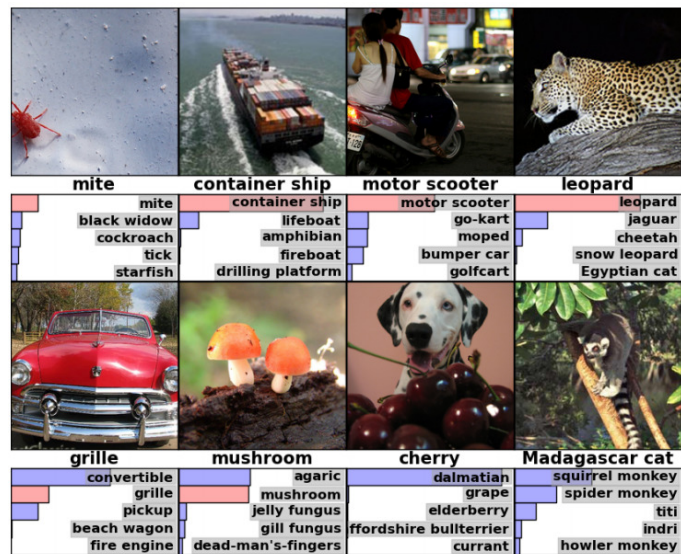 mite
container ship
motor scooter
leopard
mite
black widow
cockroach
tick
starfish
container ship
lifeboat
amphibian
fireboat
drilling platform
motor scooter
go-kart
moped
bumper car
golfcart
leopard
jaguar
cheetah
snow leopard
Egyptian cat
grille
mushroom
cherry
Madagascar cat
convertible
grille
pickup
beach wagon
fire engine
agaric
mushroom
jelly fungus
gill fungus
dead-man's-fingers
dalmatian
grape
elderberry
ffordshire bullterrier
currant
squirrel monkey
spider monkey
titi
indri
howler monkey